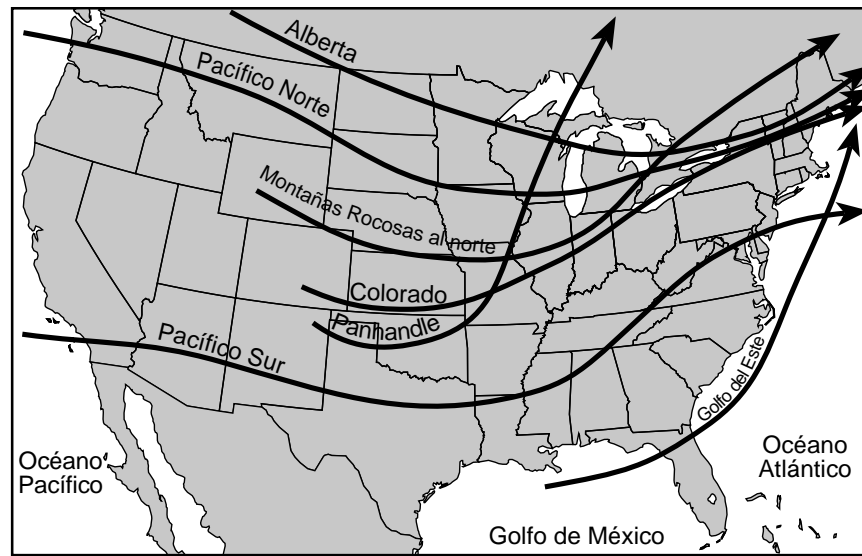 Alberta
Pacífico Norte
Montañas Rocosas al norte
Colorado
Panhandle
Pacífico Sur
Golfo del Este
Océano
Pacífico
Océano
Atlántico
Golfo de México